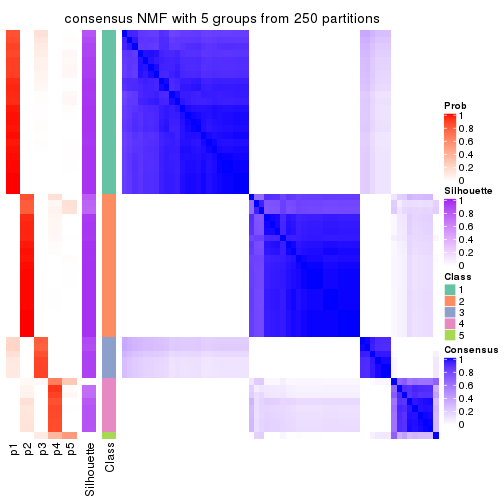 consensus NMF with 5 groups from 250 partitions
Prob
1
0.8
0.6
0.4
0.2
0
Silhouette
1
0.8
0.6
0.4
0.2
0
Class
1
2
3
4
5
Consensus
1
0.8
0.6
0.4
0.2
0
p1
p2
p3
p4
p5
Silhouette
Class